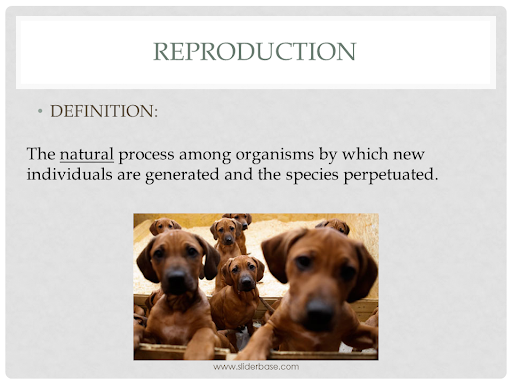 REPRODUCTION
• DEFINITION:
The natural process among organisms by which new
individuals are generated and the species perpetuated.
www.sliderbase.com